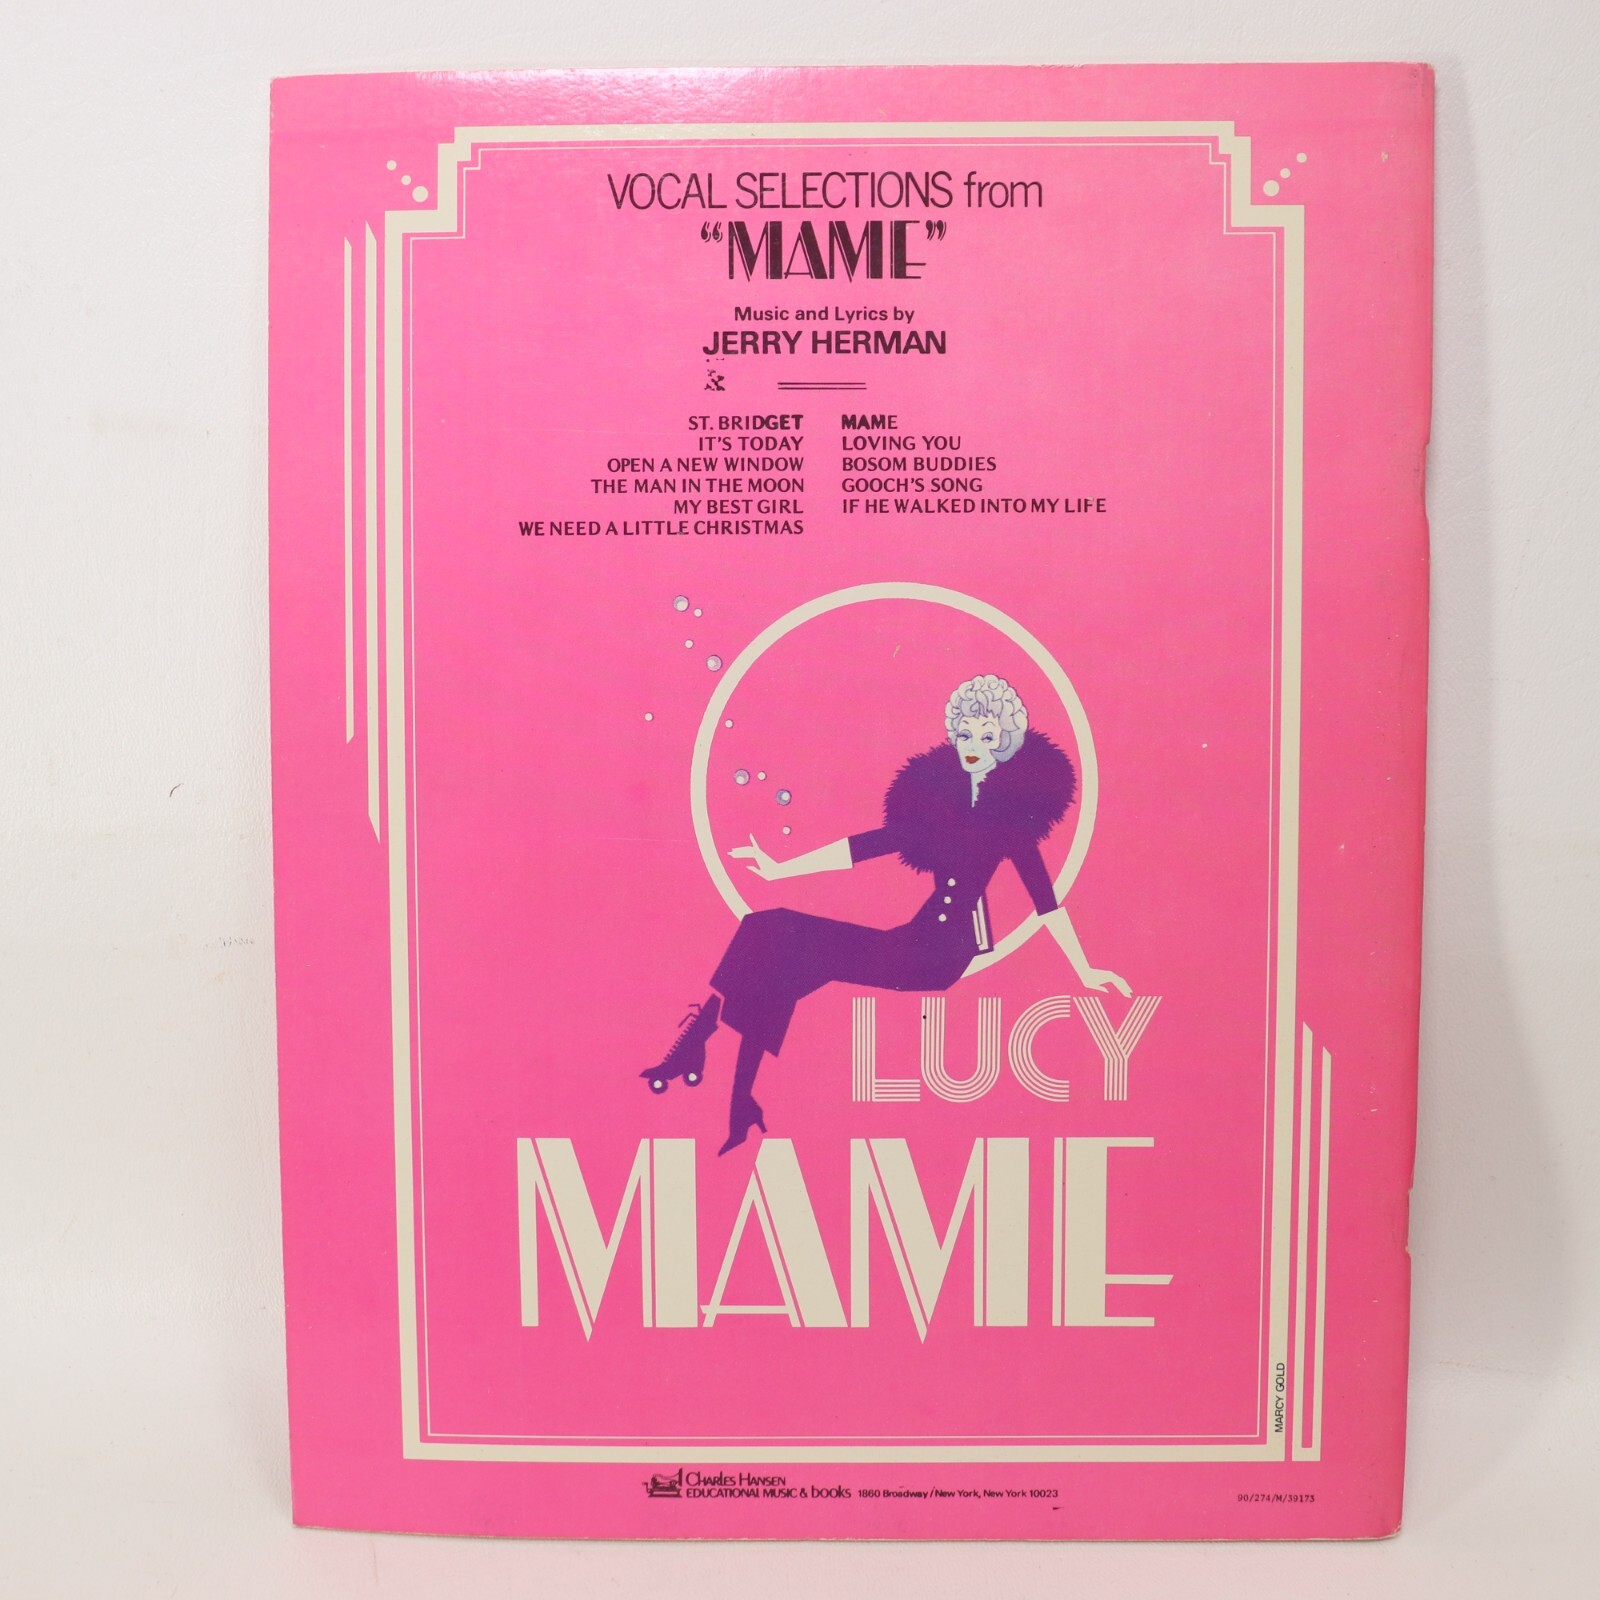 VOCAL SELECTIONS from
“MAME”
Music and Lyrics by
JERRY HERMAN
ST. BRIDGET
IT'S TODAY
OPEN A NEW WINDOW
THE MAN IN THE MOON
MY BEST GIRL
WE NEED A LITTLE CHRISTMAS
MAME
LOVING YOU
BOSOM BUDDIES
GOOCH'S SONG
IF HE WALKED INTO MY LIFE
LUCY
MAME
MARCY GOLD
CHARLES HANSEN
EDUCATIONAL MUSIC & books 1860 Broadway/New York, New York 10023
90/274/M/39173